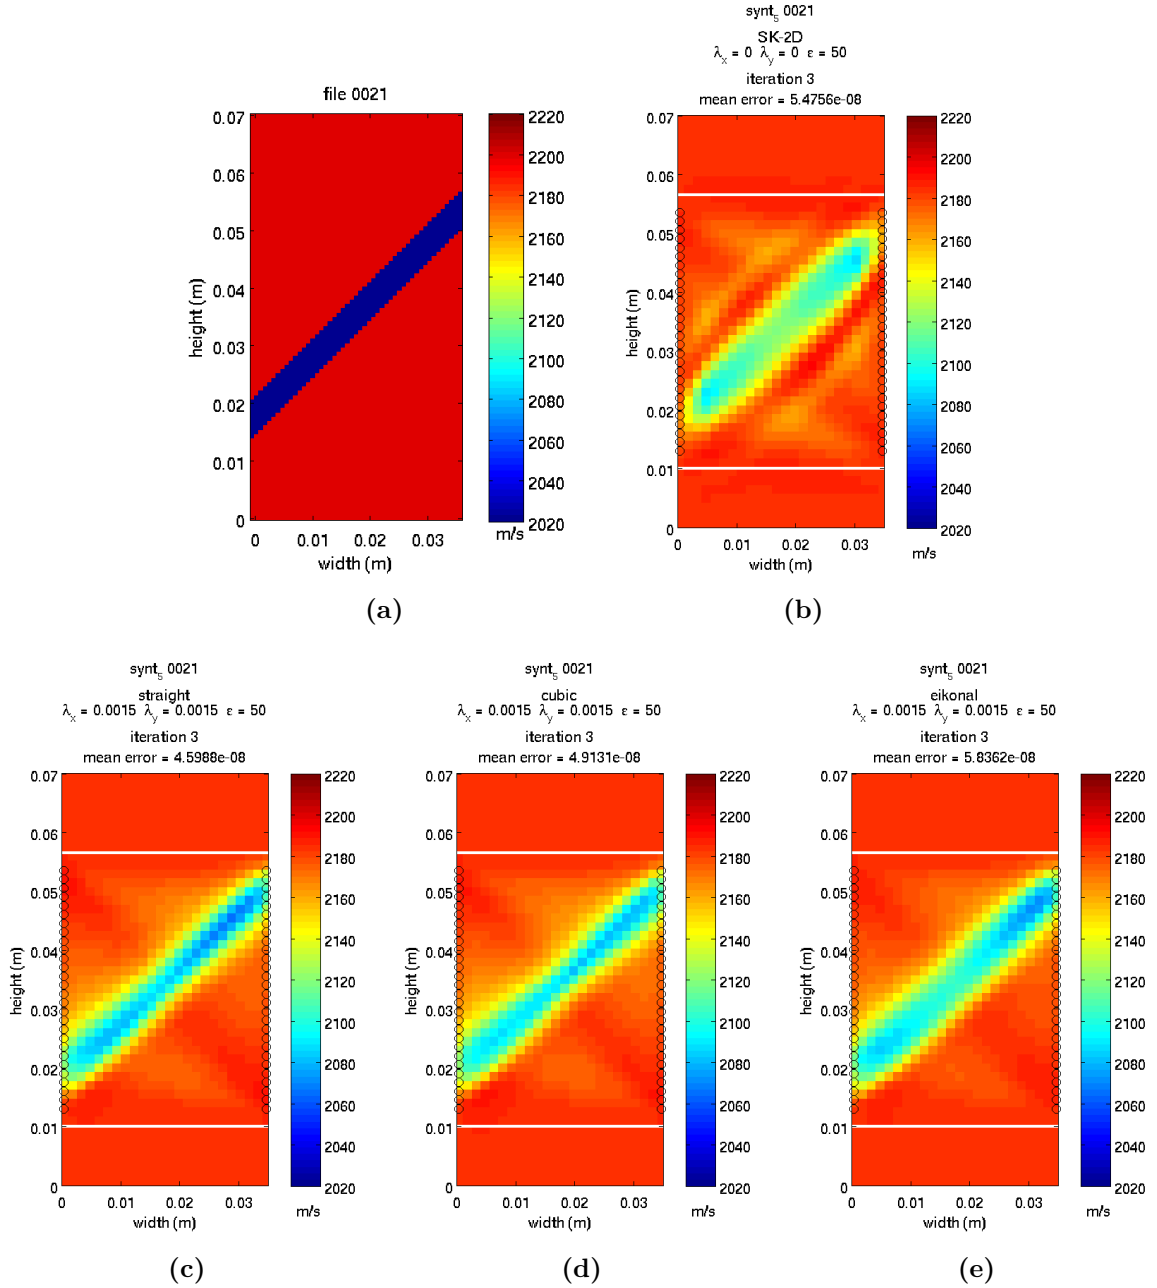 file 0021
0.07
0.06
0.05
0.04
0.03
0.02
0.01
0
height (m)
0 0.01 0.02 0.03
width (m)
2220
2200
2180
2160
2140
2120
2100
2080
2060
2040
2020
m/s
(a)
synt₅ 0021
SK-2D
λx = 0 λy = 0 ε = 50
iteration 3
mean error = 5.4756e-08
0.07
0.06
0.05
0.04
0.03
0.02
0.01
0
height (m)
0 0.01 0.02 0.03
width (m)
2220
2200
2180
2160
2140
2120
2100
2080
2060
2040
2020
m/s
(b)
synt₅ 0021
straight
λx = 0.0015 λy = 0.0015 ε = 50
iteration 3
mean error = 4.5988e-08
0.07
0.06
0.05
0.04
0.03
0.02
0.01
0
height (m)
0 0.01 0.02 0.03
width (m)
2220
2200
2180
2160
2140
2120
2100
2080
2060
2040
2020
m/s
(c)
synt₅ 0021
cubic
λx = 0.0015 λy = 0.0015 ε = 50
iteration 3
mean error = 4.9131e-08
0.07
0.06
0.05
0.04
0.03
0.02
0.01
0
height (m)
0 0.01 0.02 0.03
width (m)
2220
2200
2180
2160
2140
2120
2100
2080
2060
2040
2020
m/s
(d)
synt₅ 0021
eikonal
λx = 0.0015 λy = 0.0015 ε = 50
iteration 3
mean error = 5.8362e-08
0.07
0.06
0.05
0.04
0.03
0.02
0.01
0
height (m)
0 0.01 0.02 0.03
width (m)
2220
2200
2180
2160
2140
2120
2100
2080
2060
2040
2020
m/s
(e)